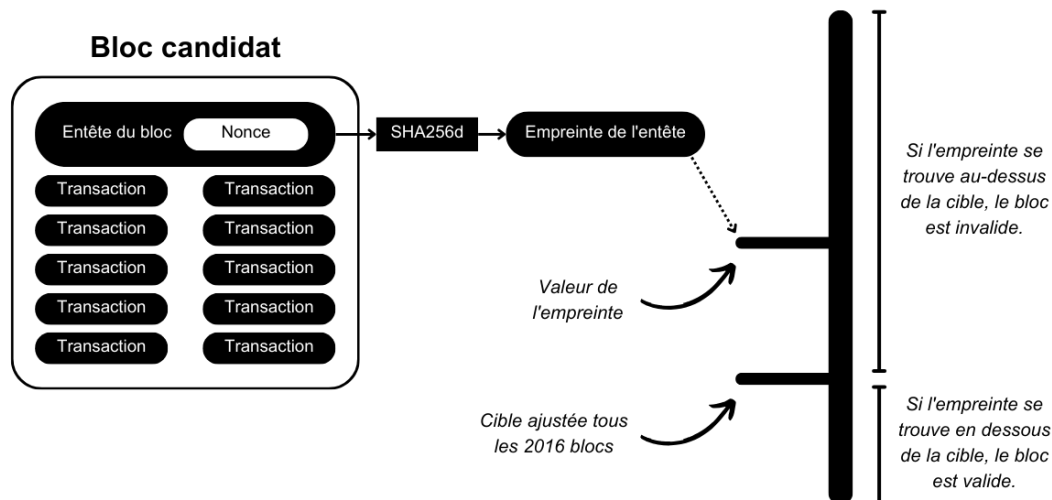 Bloc candidat
Entête du bloc
Nonce
SHA256d
Empreinte de l'entête
Transaction
Transaction
Transaction
Transaction
Transaction
Transaction
Transaction
Transaction
Transaction
Transaction
Valeur de
l'empreinte
Cible ajustée tous
les 2016 blocs
Si l'empreinte se
trouve au-dessus
de la cible, le bloc
est invalide.
Si l'empreinte se
trouve en dessous
de la cible, le bloc
est valide.